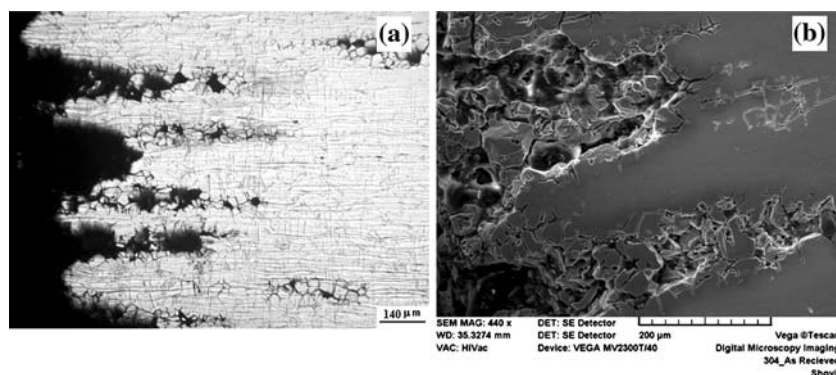 (a)
140 µm
(b)
SEM MAG: 440 x DET: SE Detector
WD: 35.3274 mm DET: SE Detector 200 µm Vega ©Tescan
VAC: HiVac Device: VEGA MV2300T/40 Digital Microscopy Imaging
304_As Recieved